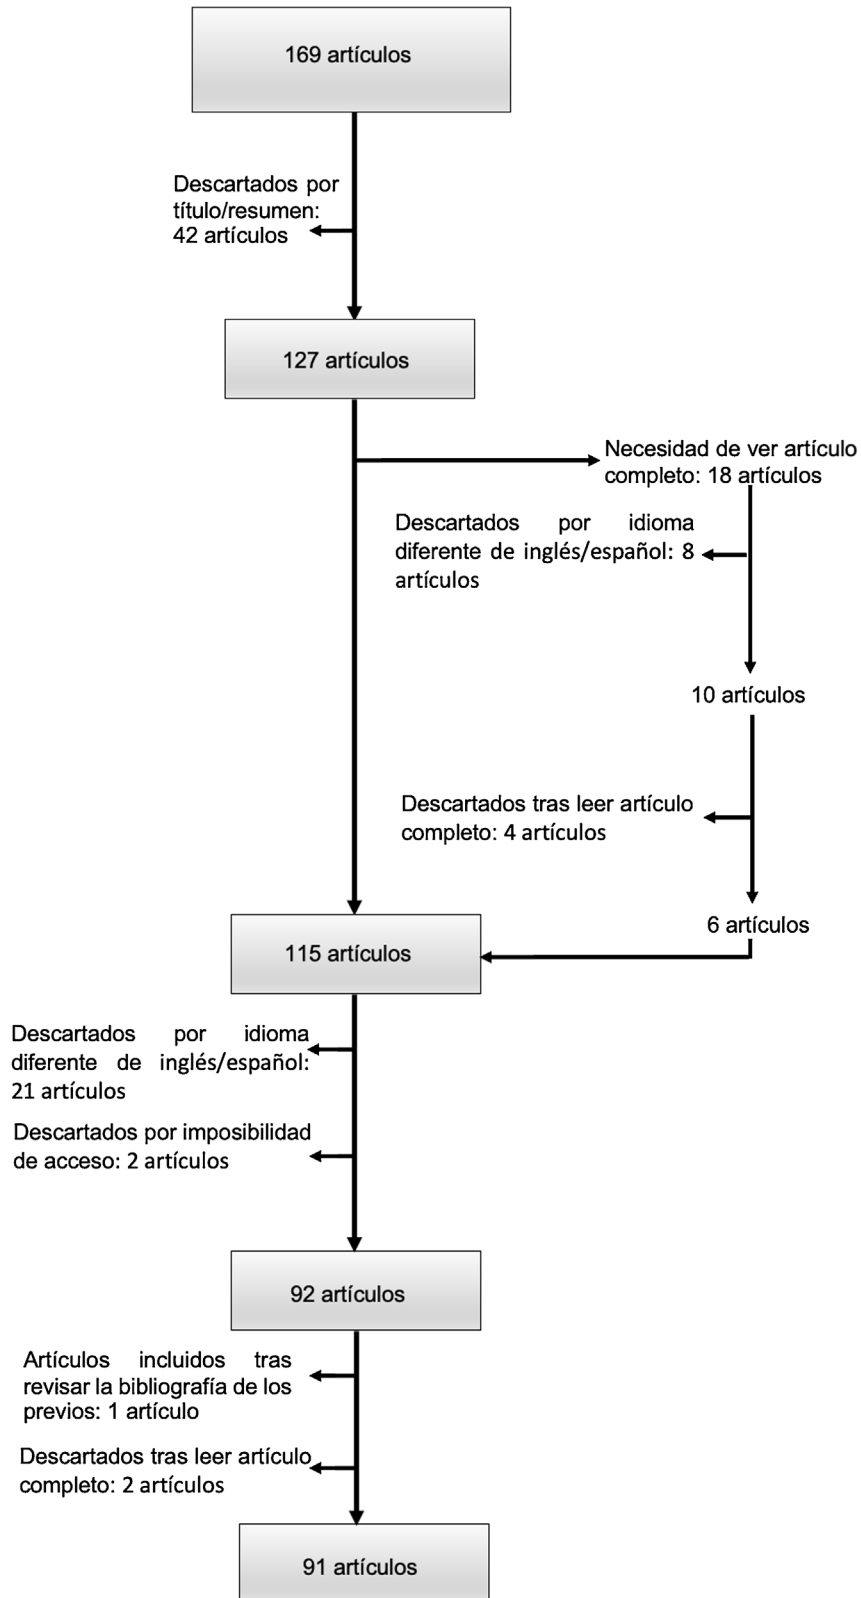 169 artículos
Descartados por
título/resumen:
42 artículos
127 artículos
Necesidad de ver artículo
completo: 18 artículos
Descartados por idioma
diferente de inglés/español: 8
artículos
10 artículos
Descartados tras leer artículo
completo: 4 artículos
6 artículos
115 artículos
Descartados por idioma
diferente de inglés/español:
21 artículos
Descartados por imposibilidad
de acceso: 2 artículos
92 artículos
Artículos incluidos tras
revisar la bibliografía de los
previos: 1 artículo
Descartados tras leer artículo
completo: 2 artículos
91 artículos